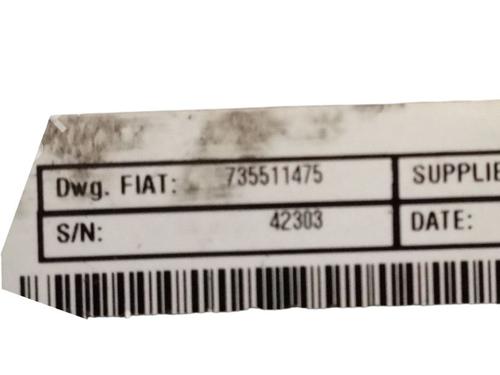 Dwg. FIAT: 735511475 SUPPLIE
S/N: 42303 DATE: